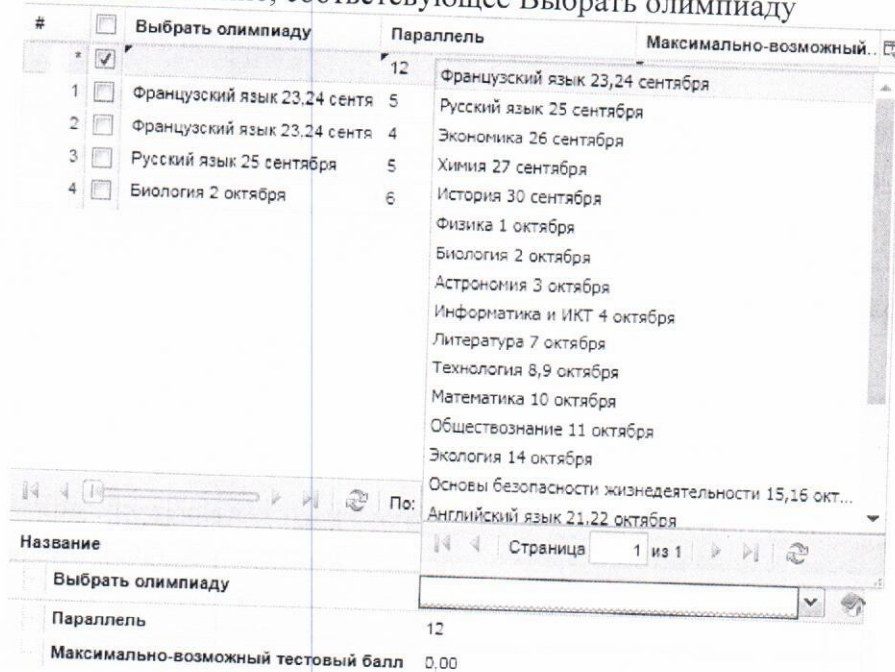 соответсвующее Выбрать олимпиаду
# Выбрать олимпиаду Параллель Максимально-возможный..
* 12
1 Французский язык 23,24 сентя 5
2 Французский язык 23,24 сентя 4
3 Русский язык 25 сентября 5
4 Биология 2 октября 6
Французский язык 23,24 сентября
Русский язык 25 сентября
Экономика 26 сентября
Химия 27 сентября
История 30 сентября
Физика 1 октября
Биология 2 октября
Астрономия 3 октября
Информатика и ИКТ 4 октября
Литература 7 октября
Технология 8,9 октября
Математика 10 октября
Обществознание 11 октября
Экология 14 октября
Основы безопасности жизнедеятельности 15,16 окт...
Английский язык 21,22 октября
По:
Страница 1 из 1
Название
Выбрать олимпиаду
Параллель 12
Максимально-возможный тестовый балл 0,00